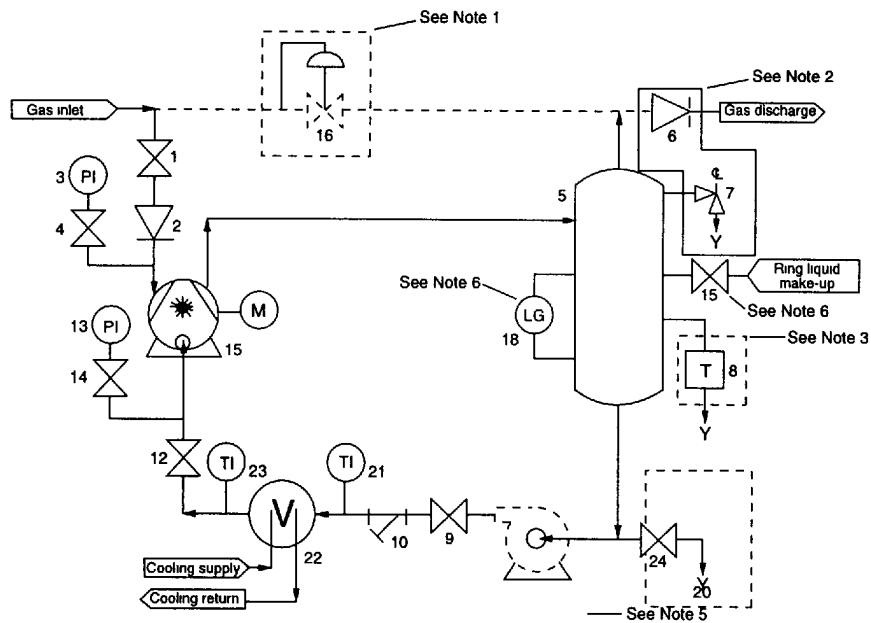 See Note 1
See Note 2
Gas inlet
16
6
Gas discharge
1
3
PI
5
7
4
2
Y
Ring liquid
make-up
See Note 6
15
See Note 6
LG
M
18
See Note 3
13
PI
15
T
8
14
Y
12
TI
23
TI
21
V
10
9
22
24
Cooling supply
Y
20
Cooling return
See Note 5